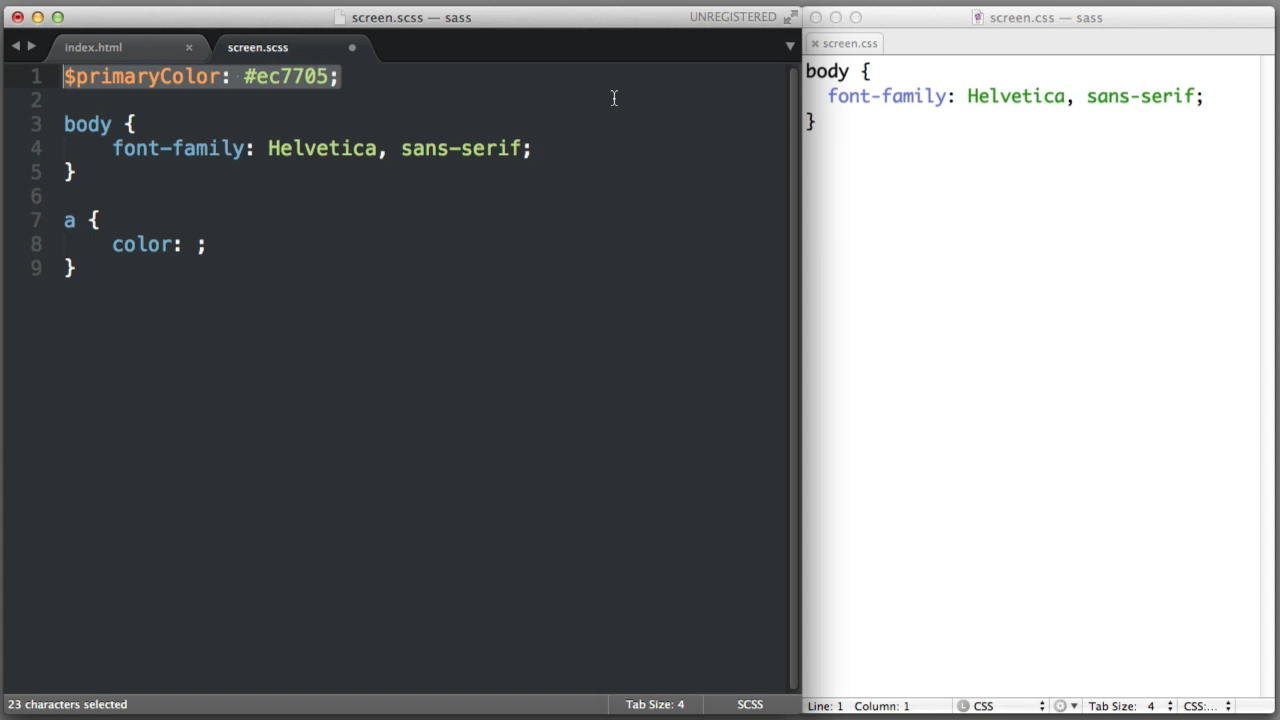 screen.scss — sass
UNREGISTERED
index.html
screen.scss
1 $primaryColor: #ec7705;
2
3 body {
4 font-family: Helvetica, sans-serif;
5 }
6
7 a {
8 color: ;
9 }
23 characters selected
Tab Size: 4
SCSS
screen.css — sass
screen.css
body {
font-family: Helvetica, sans-serif;
}
Line: 1 Column: 1
L CSS
Tab Size: 4
CSS:...